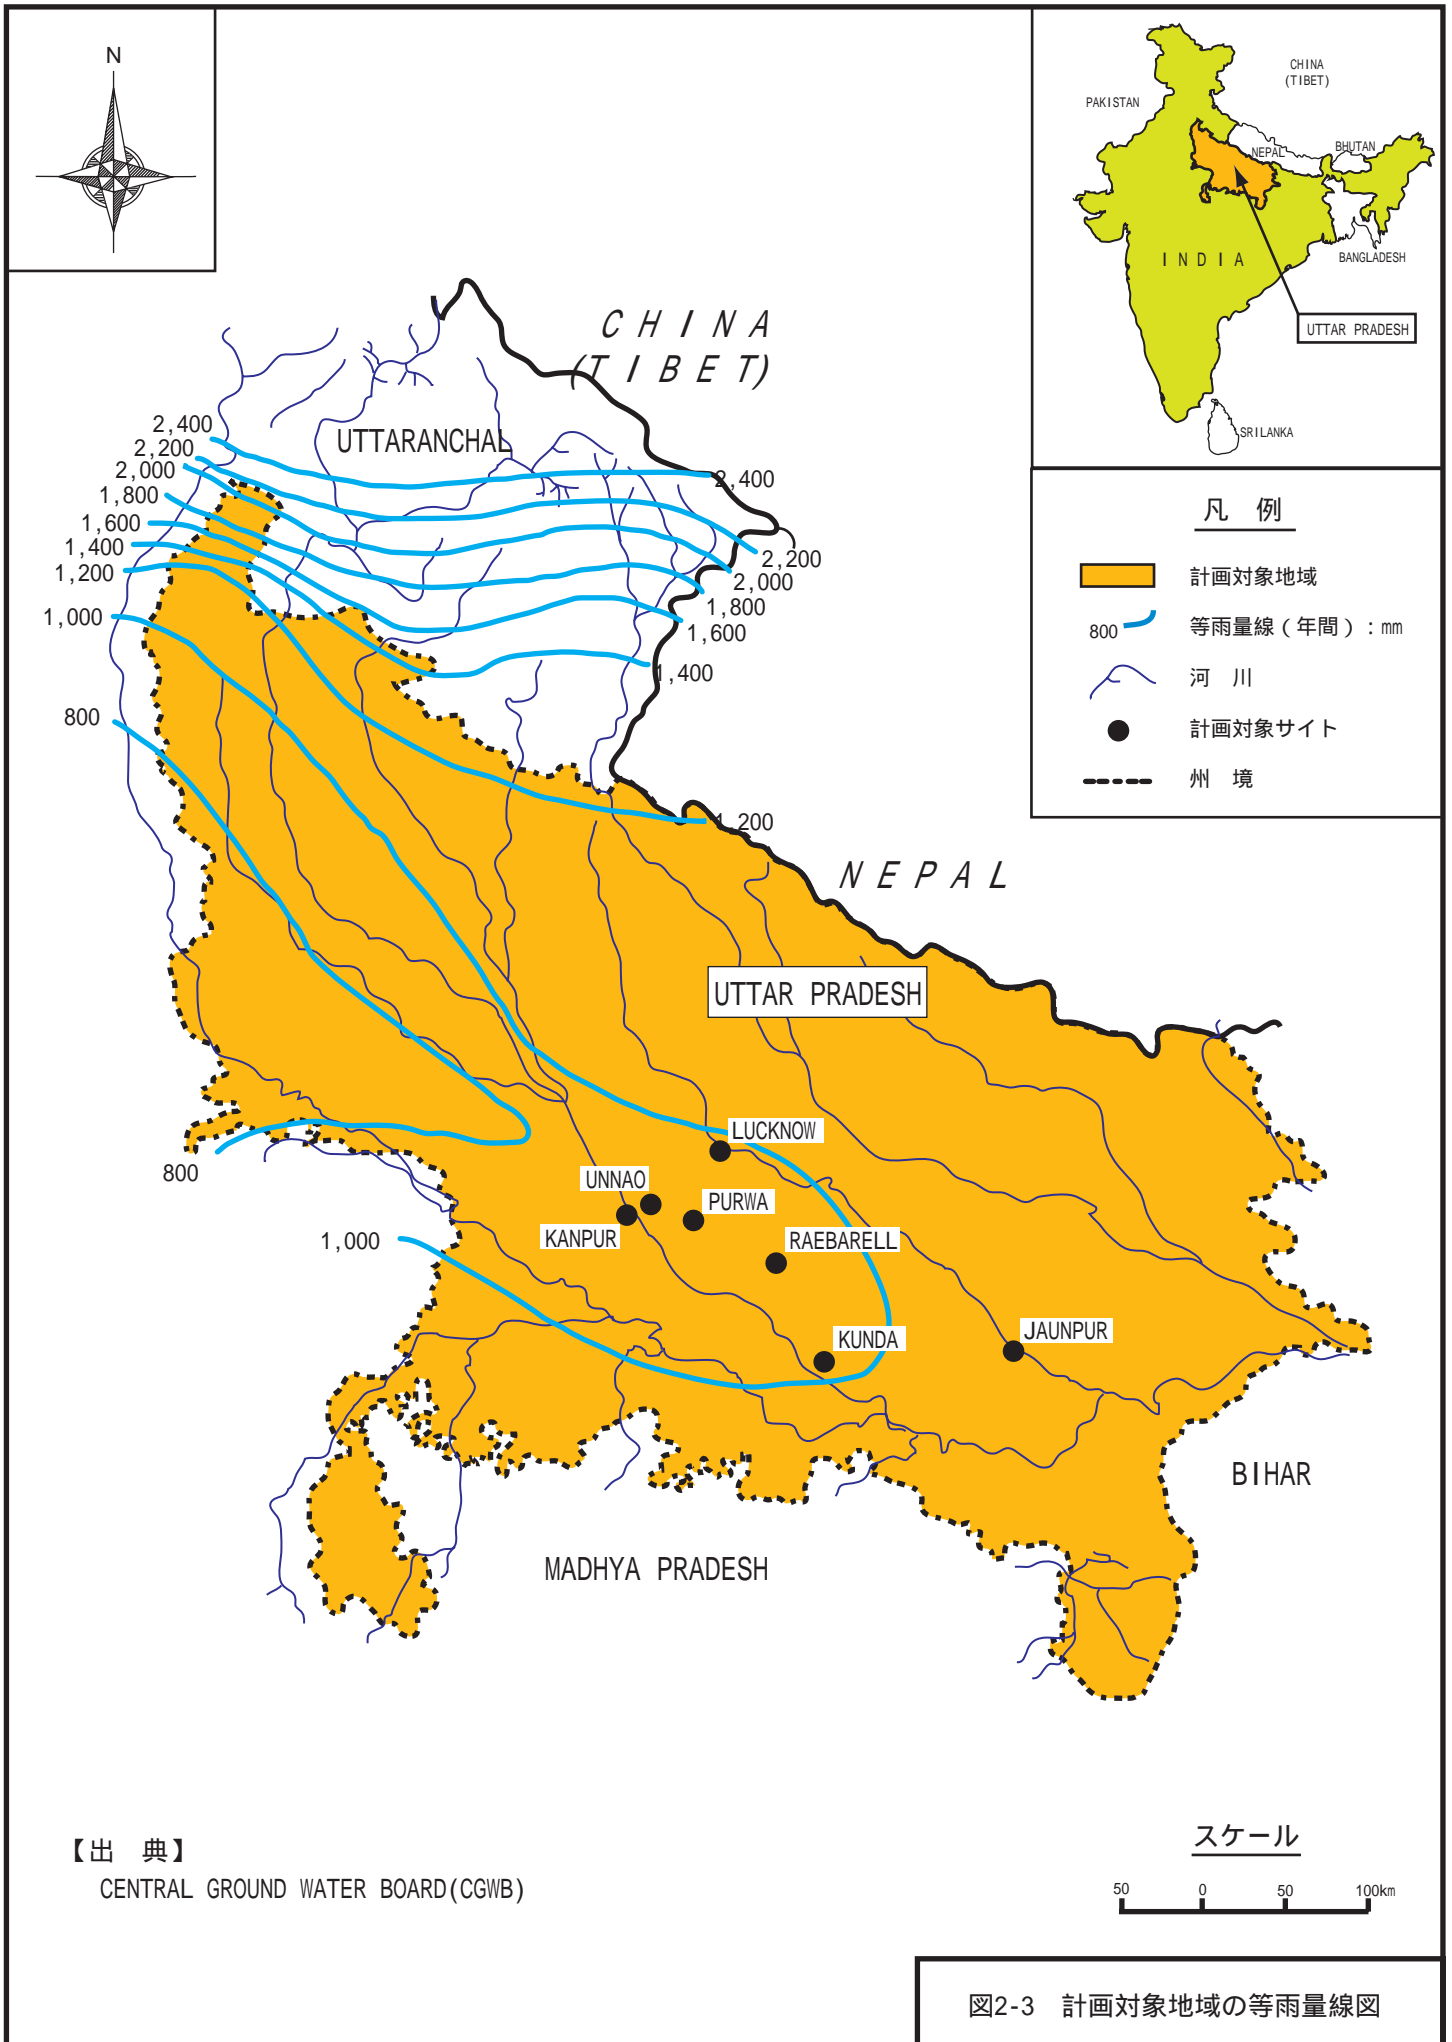 N
CHINA
(TIBET)
PAKISTAN
NEPAL
BHUTAN
INDIA
BANGLADESH
UTTAR PRADESH
SRILANKA
凡 例
計画対象地域
800 等雨量線(年間):㎜
河 川
計画対象サイト
州 境
CHINA
(TIBET)
UTTARANCHAL
2,400
2,200
2,000
1,800
1,600
1,400
1,200
1,000
800
2,400
2,200
2,000
1,800
1,600
1,400
1,200
NEPAL
UTTAR PRADESH
LUCKNOW
800
UNNAO
PURWA
KANPUR
1,000
RAEBARELL
KUNDA
JAUNPUR
BIHAR
MADHYA PRADESH
【出 典】
CENTRAL GROUND WATER BOARD(CGWB)
スケール
50 0 50 100㎞
図2-3 計画対象地域の等雨量線図